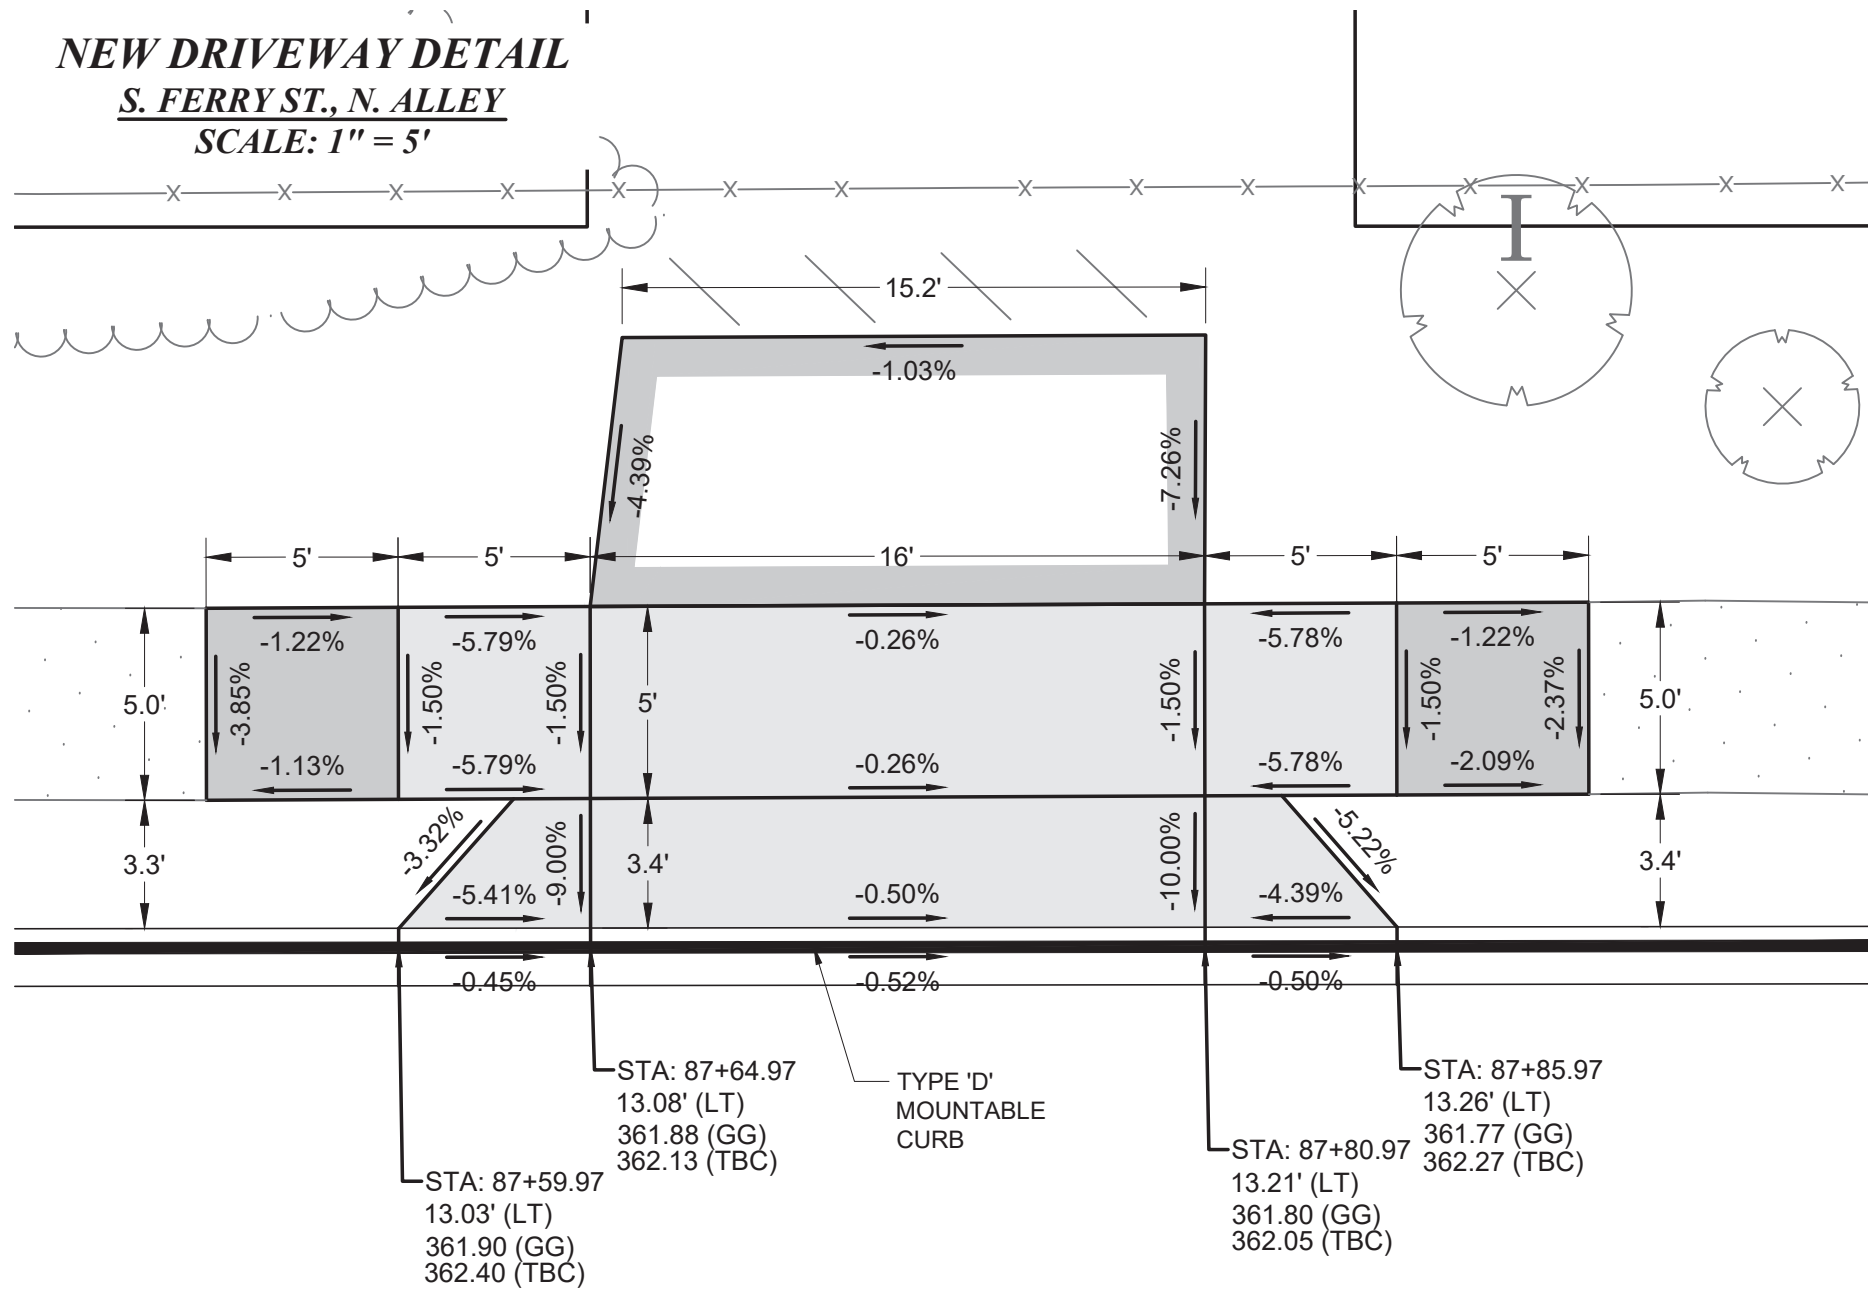 NEW DRIVEWAY DETAIL
S. FERRY ST., N. ALLEY
SCALE: 1" = 5'
X X X X X X X X X X X X X X X
I
15.2'
-1.03%
-4.39%
-7.26%
5'
5'
16'
5'
5'
-1.22%
-5.79%
-0.26%
-5.78%
-1.22%
5.0'
-3.85%
-1.50%
-1.50%
5'
-1.50%
-1.50%
-2.37%
5.0'
-1.13%
-5.79%
-0.26%
-5.78%
-2.09%
3.3'
-3.32%
-9.00%
3.4'
-10.00%
-5.22%
3.4'
-5.41%
-0.50%
-4.39%
-0.45%
-0.52%
-0.50%
STA: 87+59.97
13.03' (LT)
361.90 (GG)
362.40 (TBC)
STA: 87+64.97
13.08' (LT)
361.88 (GG)
362.13 (TBC)
TYPE 'D'
MOUNTABLE
CURB
STA: 87+80.97
13.21' (LT)
361.80 (GG)
362.05 (TBC)
STA: 87+85.97
13.26' (LT)
361.77 (GG)
362.27 (TBC)